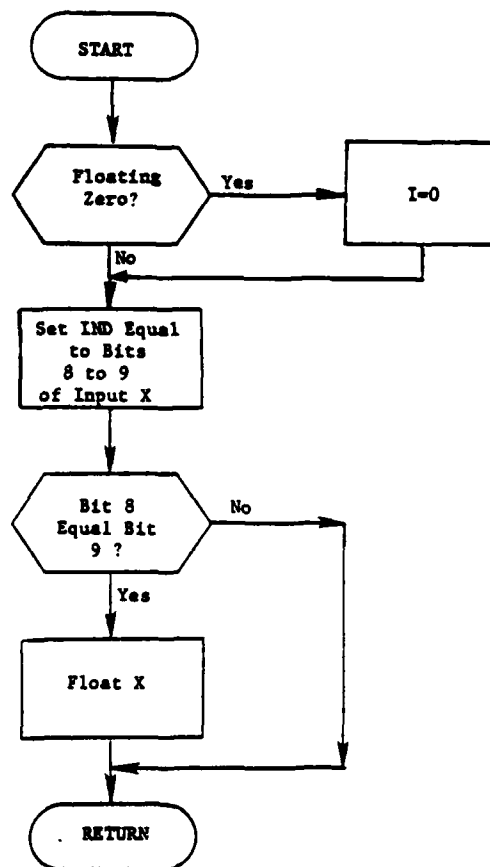 START
Floating
Zero?
Yes
I=0
No
Set IND Equal
to Bits
8 to 9
of Input X
Bit 8
Equal Bit
9 ?
No
Yes
Float X
RETURN